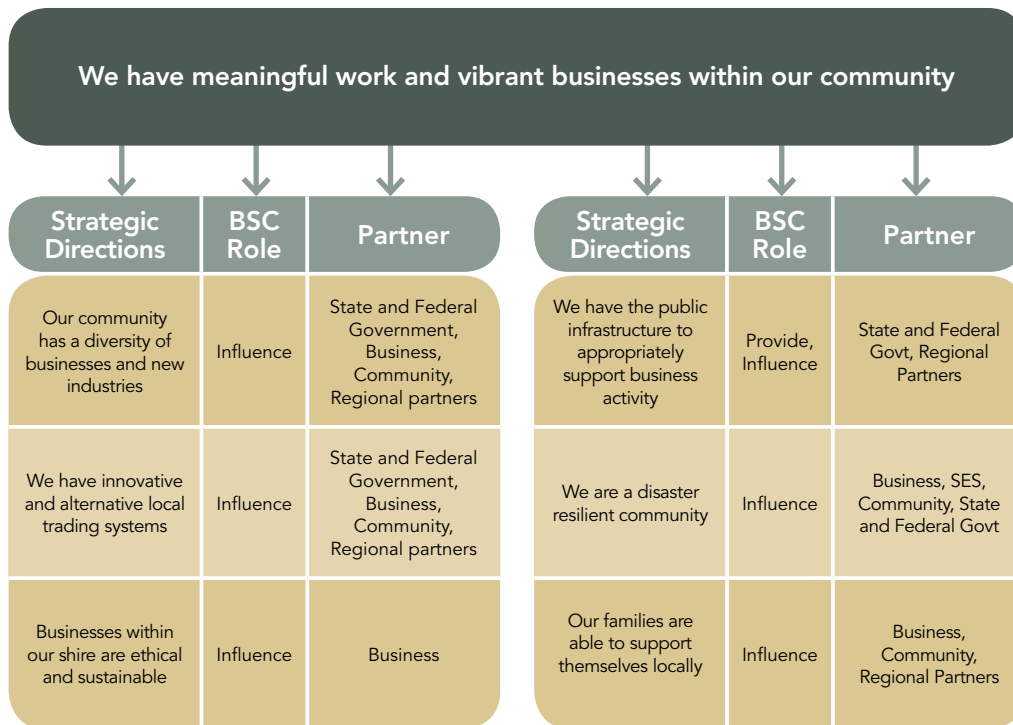 We have meaningful work and vibrant businesses within our community
Strategic
Directions
BSC
Role
Partner
Our community
has a diversity of
businesses and new
industries
Influence
State and Federal
Government,
Business,
Community,
Regional partners
We have innovative
and alternative local
trading systems
Influence
State and Federal
Government,
Business,
Community,
Regional partners
Businesses within
our shire are ethical
and sustainable
Influence
Business
Strategic
Directions
BSC
Role
Partner
We have the public
infrastructure to
appropriately
support business
activity
Provide,
Influence
State and Federal
Govt, Regional
Partners
We are a disaster
resilient community
Influence
Business, SES,
Community, State
and Federal Govt
Our families are
able to support
themselves locally
Influence
Business,
Community,
Regional Partners